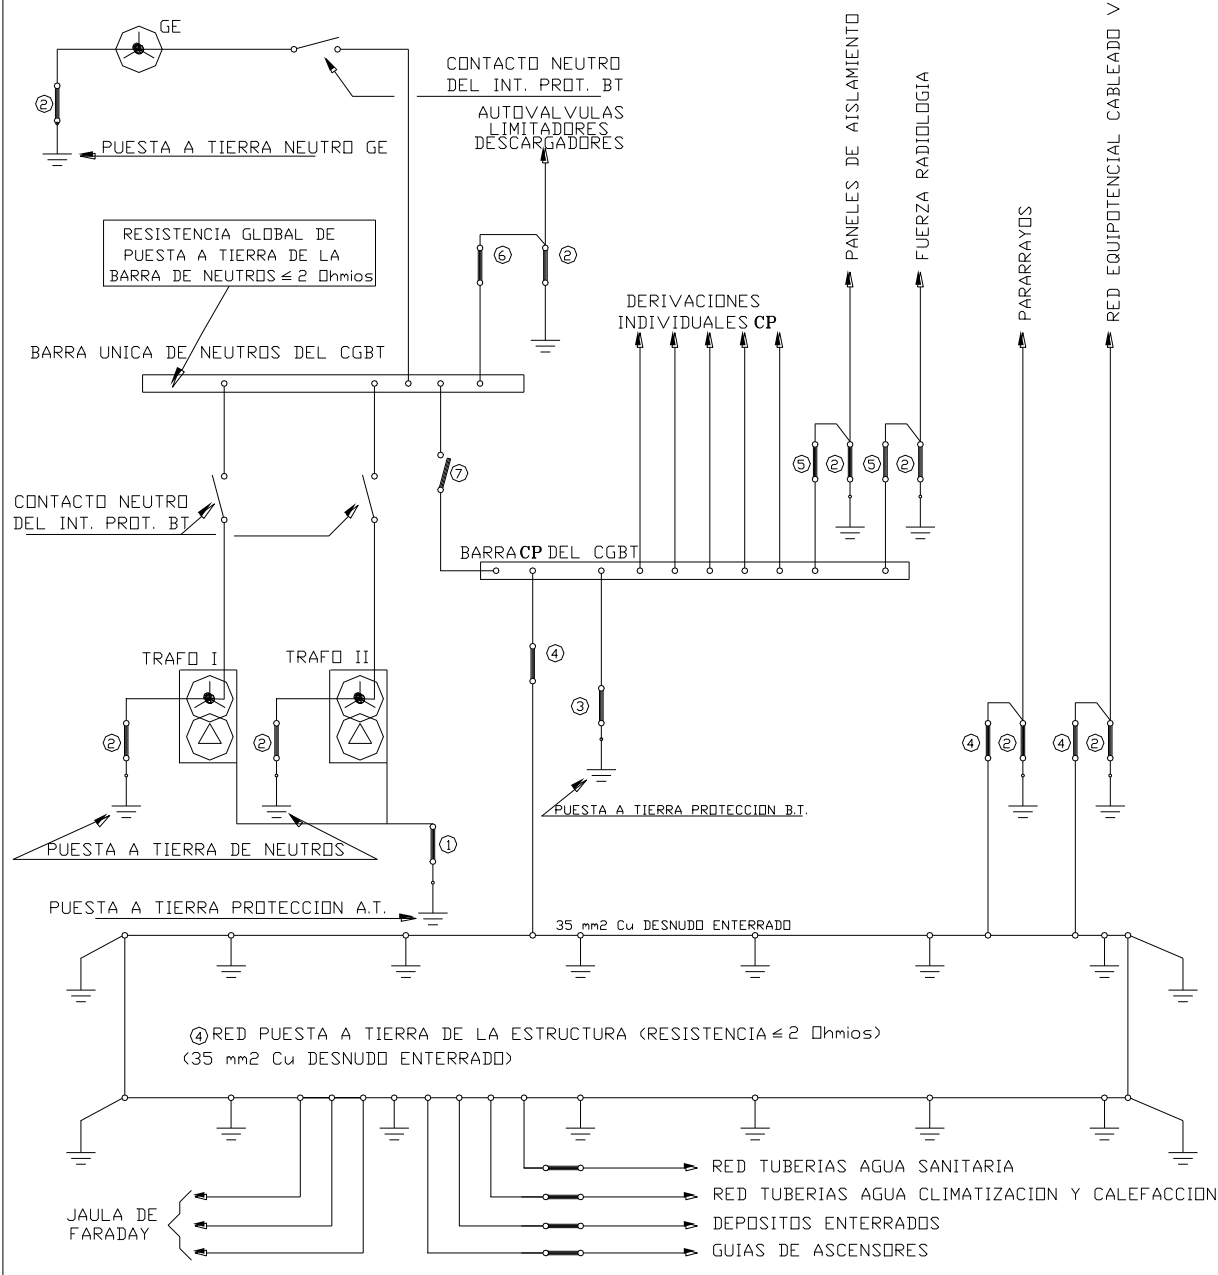 GE
CONTACTO NEUTRO
DEL INT. PROT. BT
2
PUESTA A TIERRA NEUTRO GE
AUTOVALVULAS
LIMITADORES
DESCARGADORES
PANELES DE AISLAMIENTO
FUERZA RADIOLOGIA
PARARRAYOS
RED EQUIPOTENCIAL CABLEADO V
RESISTENCIA GLOBAL DE
PUESTA A TIERRA DE LA
BARRA DE NEUTROS ≤ 2 Ohmios
6
2
DERIVACIONES
INDIVIDUALES CP
BARRA UNICA DE NEUTROS DEL CGBT
7
5
2
5
2
CONTACTO NEUTRO
DEL INT. PROT. BT
BARRA CP DEL CGBT
TRAFO I
TRAFO II
4
3
2
2
4
2
4
2
PUESTA A TIERRA PROTECCION B.T.
PUESTA A TIERRA DE NEUTROS
1
PUESTA A TIERRA PROTECCION A.T.
35 mm2 Cu DESNUDO ENTERRADO
4 RED PUESTA A TIERRA DE LA ESTRUCTURA (RESISTENCIA ≤ 2 Ohmios)
(35 mm2 Cu DESNUDO ENTERRADO)
RED TUBERIAS AGUA SANITARIA
RED TUBERIAS AGUA CLIMATIZACION Y CALEFACCION
JAULA DE
FARADAY
DEPOSITOS ENTERRADOS
GUIAS DE ASCENSORES